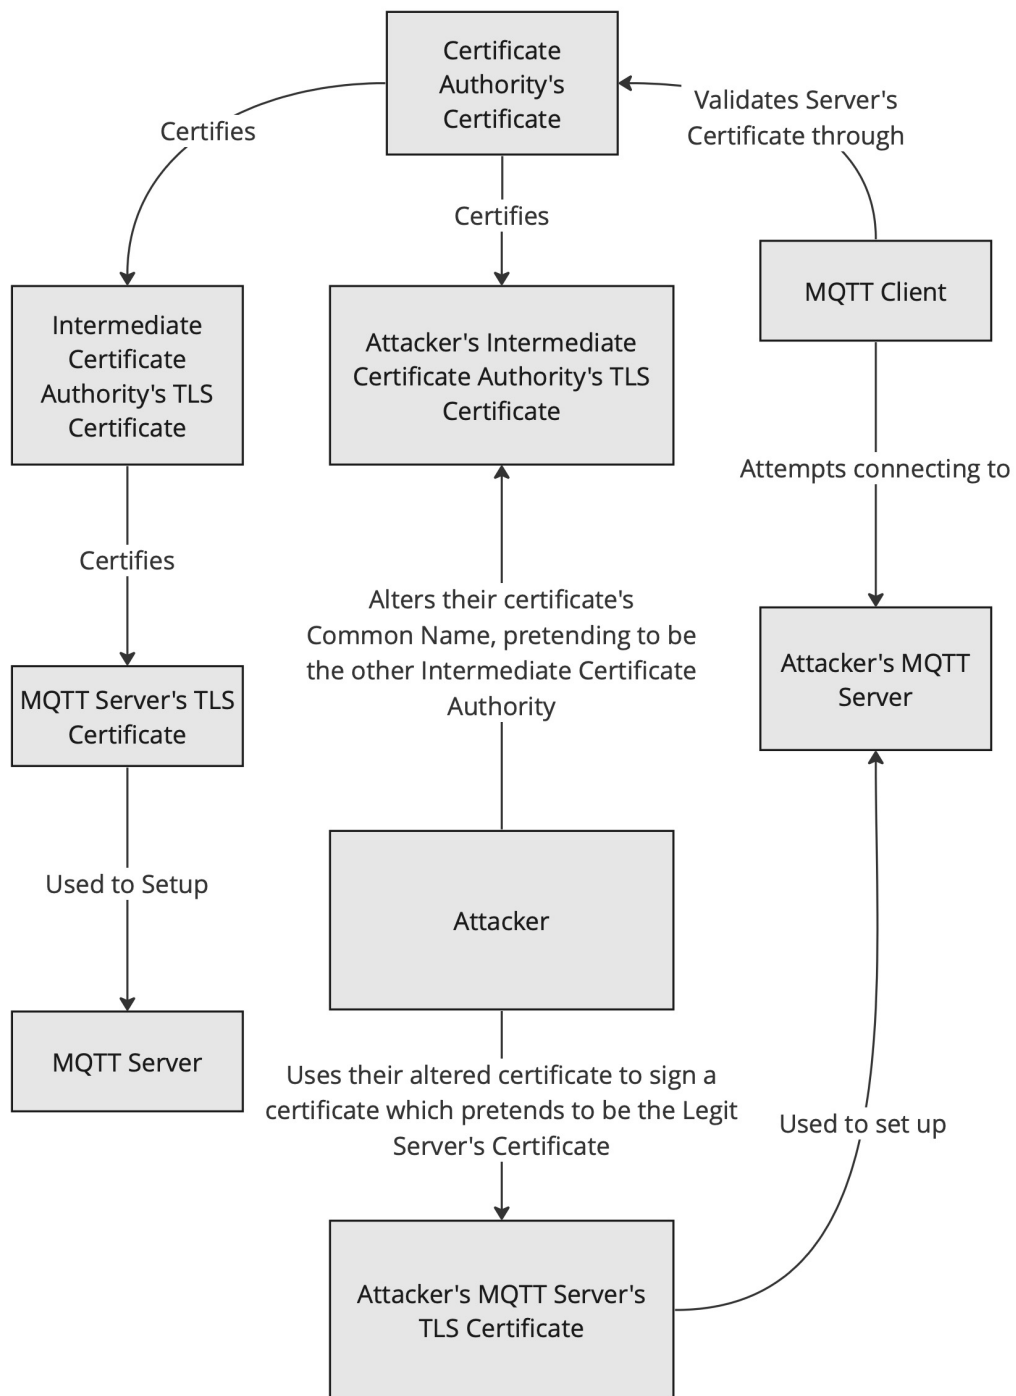 Certificate
Authority's
Certificate
Validates Server's
Certificate through
Certifies
Certifies
MQTT Client
Intermediate
Certificate
Authority's TLS
Certificate
Attacker's Intermediate
Certificate Authority's TLS
Certificate
Attempts connecting to
Certifies
Alters their certificate's
Common Name, pretending to be
the other Intermediate Certificate
Authority
Attacker's MQTT
Server
MQTT Server's TLS
Certificate
Used to Setup
Attacker
MQTT Server
Uses their altered certificate to sign a
certificate which pretends to be the Legit
Server's Certificate
Used to set up
Attacker's MQTT Server's
TLS Certificate